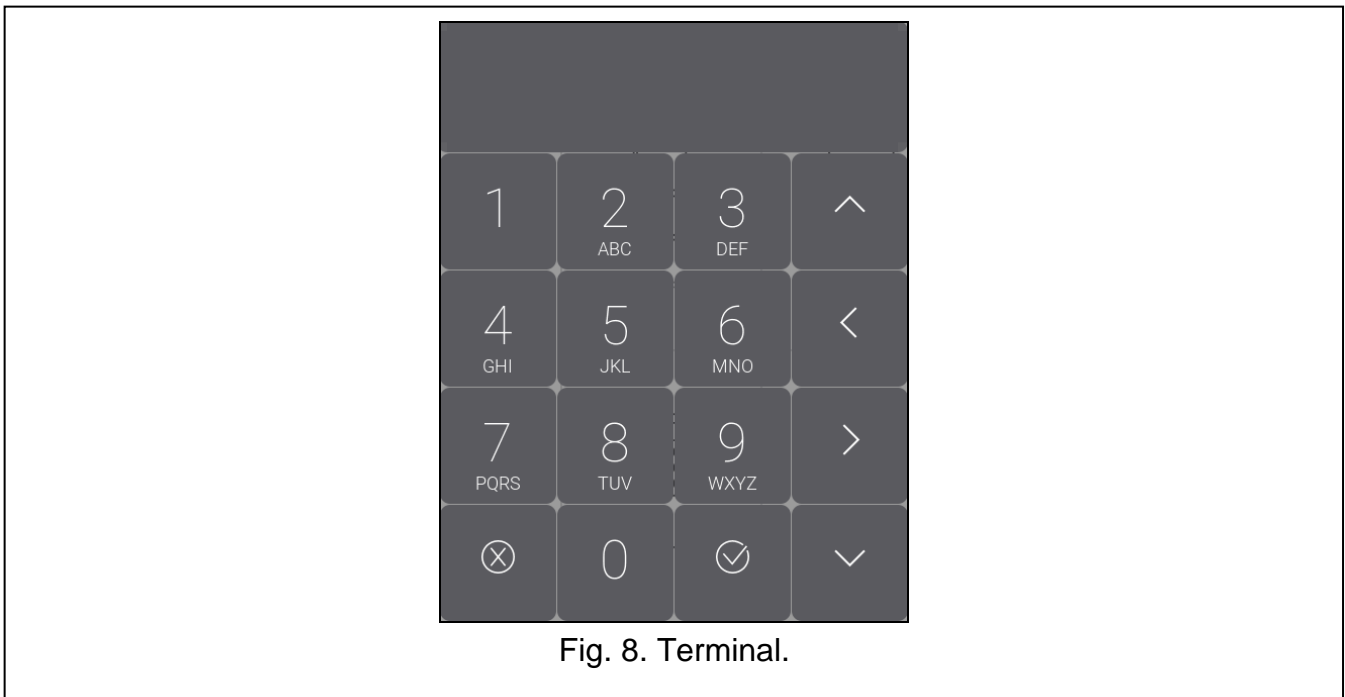 1 2 3
ABC DEF
4 5 6
GHI JKL MNO
7 8 9
PQRS TUV WXYZ
0
Fig. 8. Terminal.